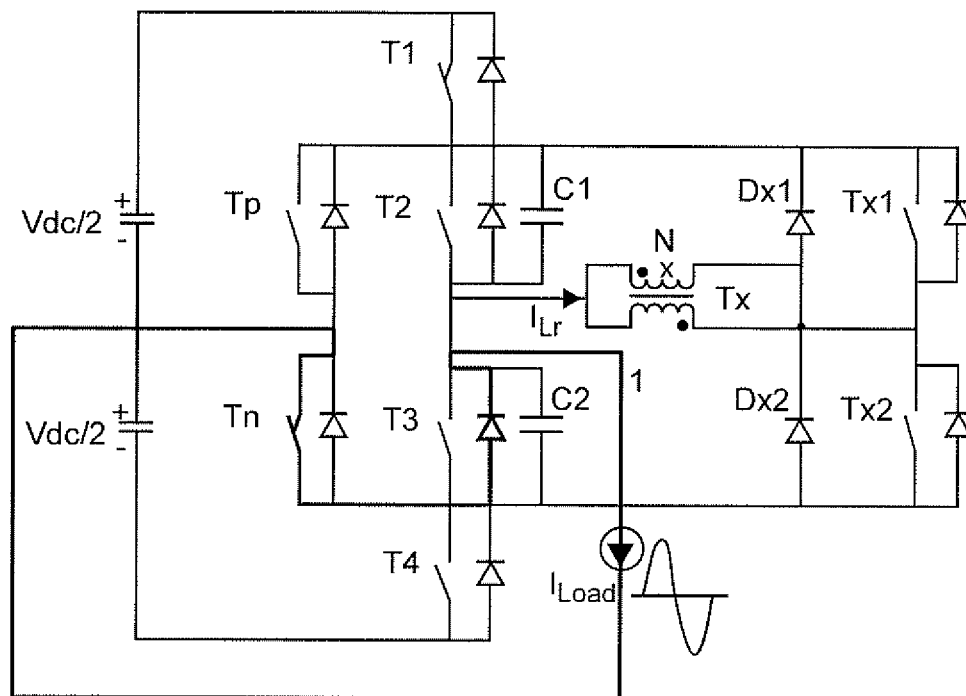 T1
Vdc/2
+
-
Tp
T2
C1
N
x
Tx
Dx1
Tx1
I_Lr
1
Vdc/2
+
-
Tn
T3
C2
Dx2
Tx2
T4
I_Load